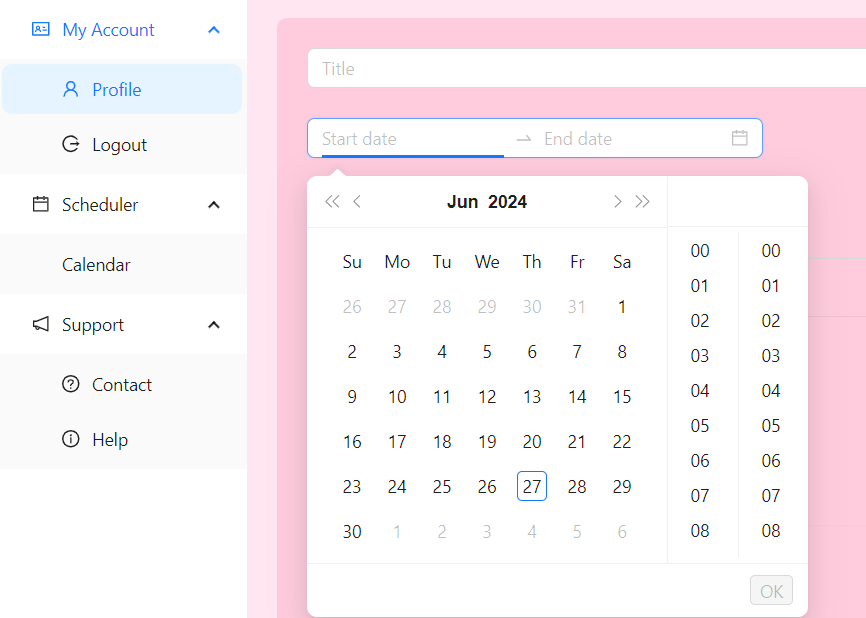 My Account
Profile
Logout
Scheduler
Calendar
Support
Contact
Help
Title
Start date End date
Jun 2024
Su Mo Tu We Th Fr Sa
26 27 28 29 30 31 1
2 3 4 5 6 7 8
9 10 11 12 13 14 15
16 17 18 19 20 21 22
23 24 25 26 27 28 29
30 1 2 3 4 5 6
00 00
01 01
02 02
03 03
04 04
05 05
06 06
07 07
08 08
OK